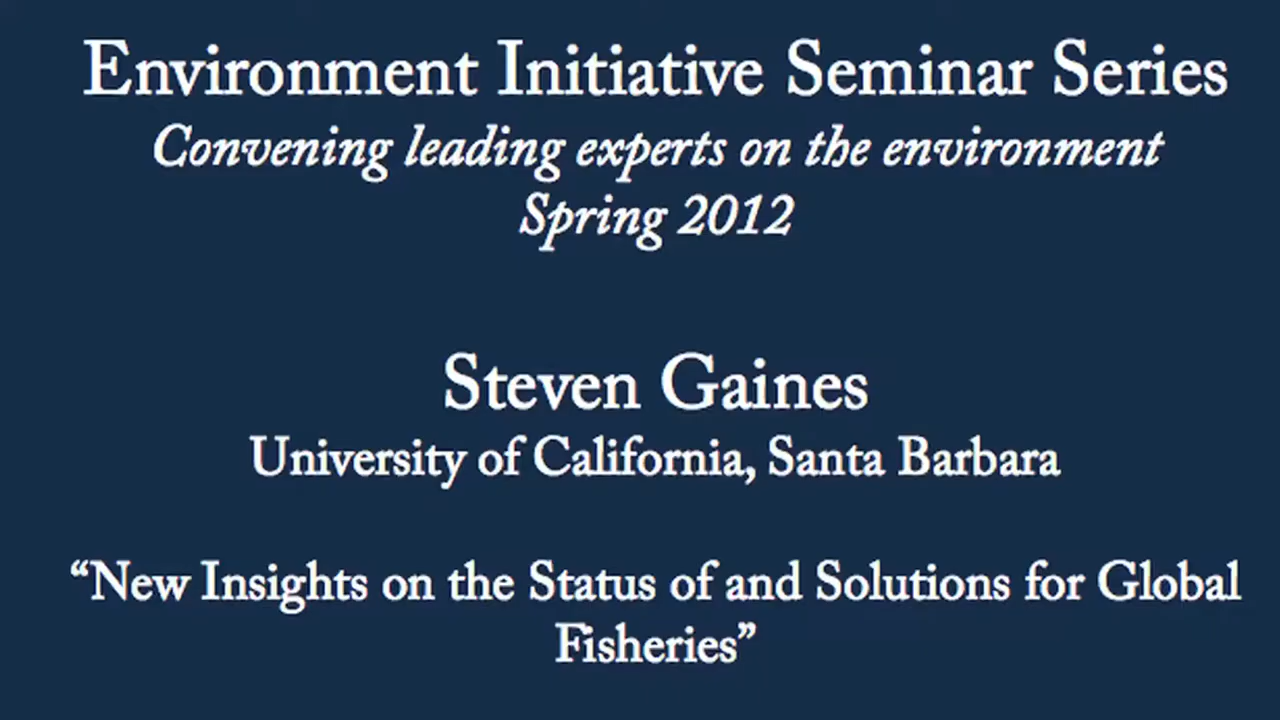 Environment Initiative Seminar Series
Convening leading experts on the environment
Spring 2012
Steven Gaines
University of California, Santa Barbara
“New Insights on the Status of and Solutions for Global
Fisheries”